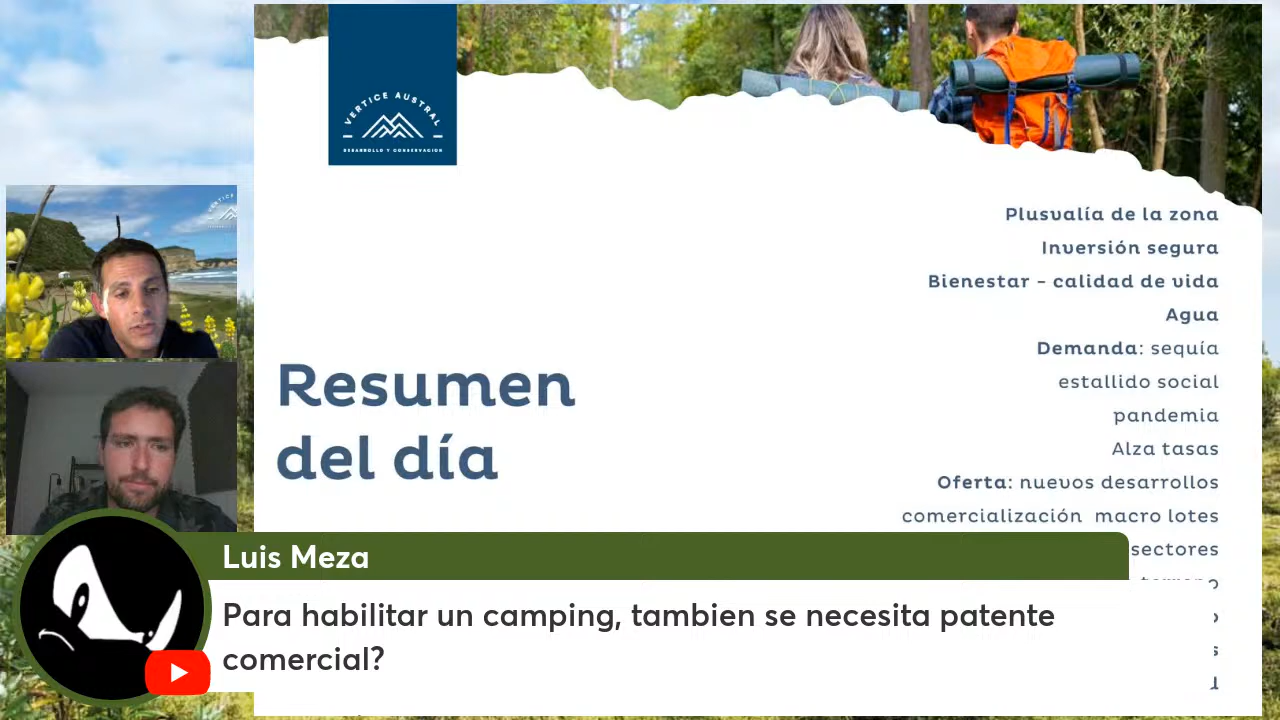 VERTICE AUSTRAL
DESARROLLO Y CONSERVACION
Plusvalía de la zona
Inversión segura
Bienestar - calidad de vida
Agua
Demanda: sequía
estallido social
pandemia
Alza tasas
Oferta: nuevos desarrollos
comercialización macro lotes
sectores
Resumen
del día
Luis Meza
Para habilitar un camping, tambien se necesita patente
comercial?